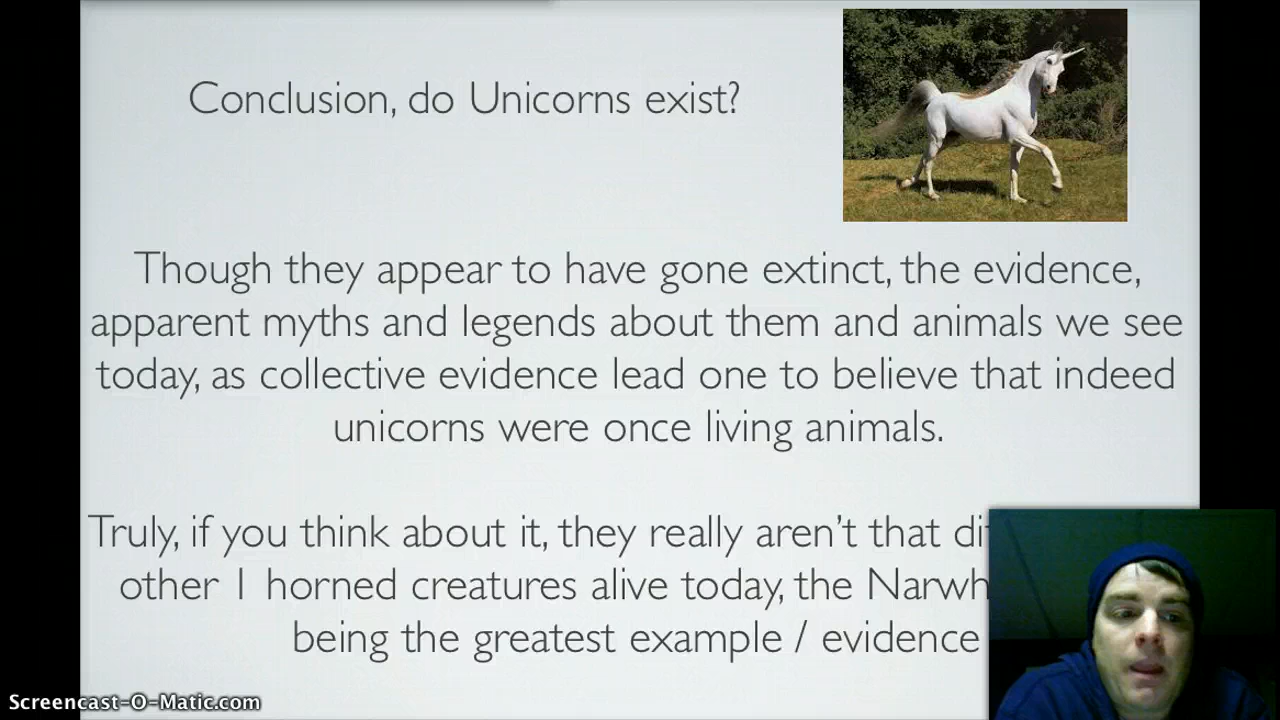 Conclusion, do Unicorns exist?
Though they appear to have gone extinct, the evidence,
apparent myths and legends about them and animals we see
today, as collective evidence lead one to believe that indeed
unicorns were once living animals.
Truly, if you think about it, they really aren't that
other 1 horned creatures alive today, the
being the greatest example / evidence
Screencast-O-Matic.com